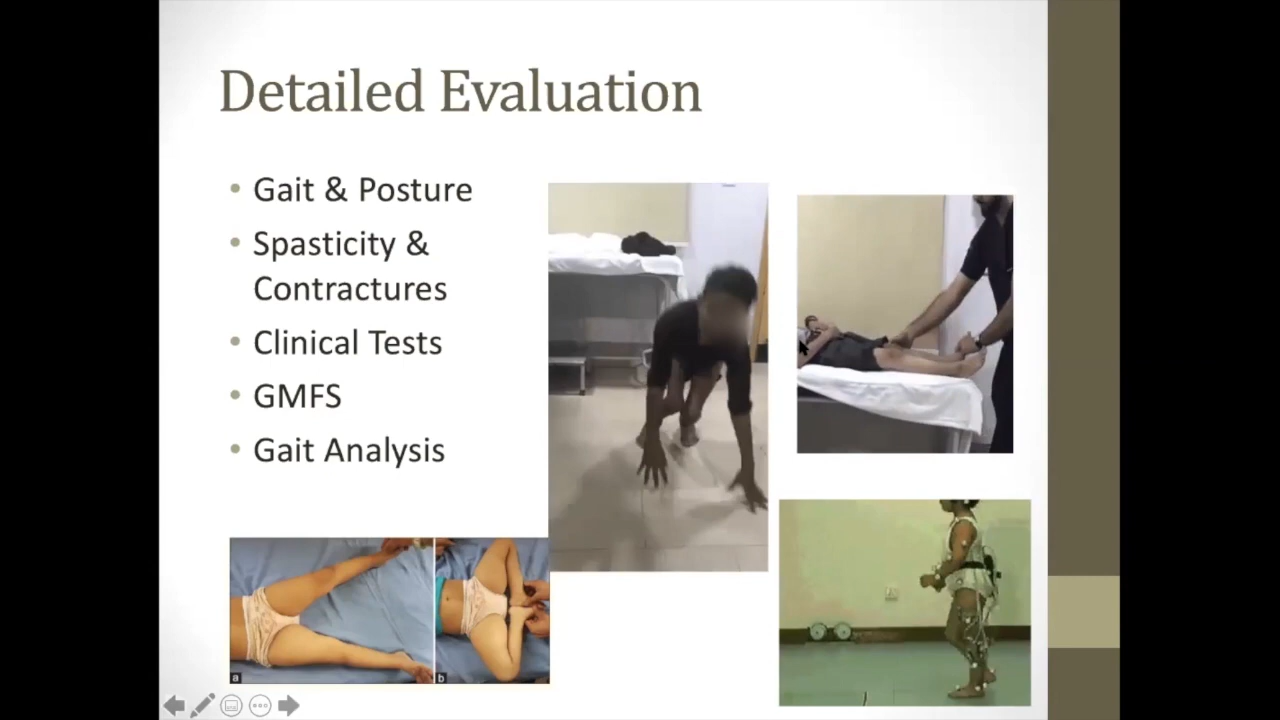 Detailed Evaluation
• Gait & Posture
• Spasticity &
Contractures
• Clinical Tests
• GMFS
• Gait Analysis
a
b